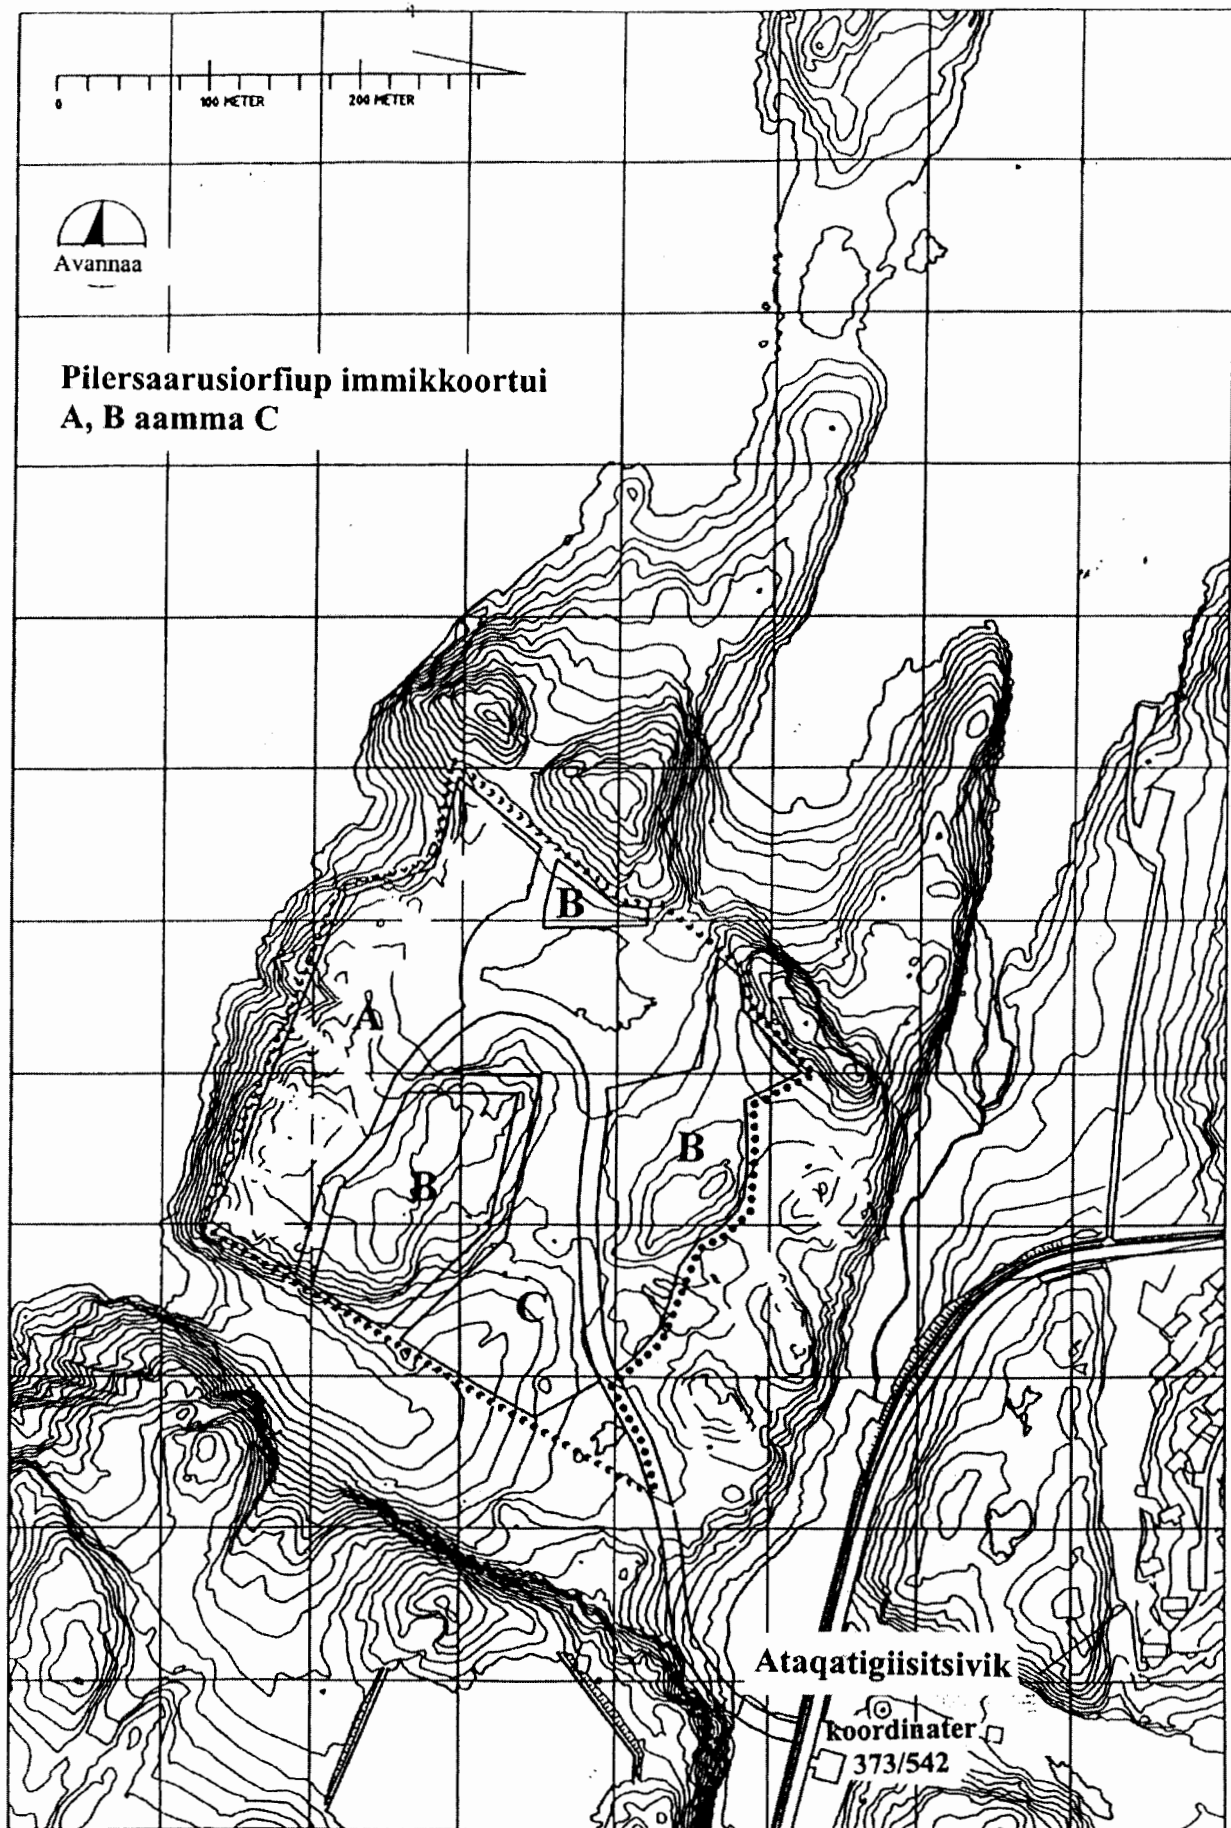 0
100 METER
200 METER
Avannaa
Pilersaarusiorfiup immikkoortui
A, B aamma C
B
A
B
B
C
Ataqatigiisitsivik
koordinater
373/542